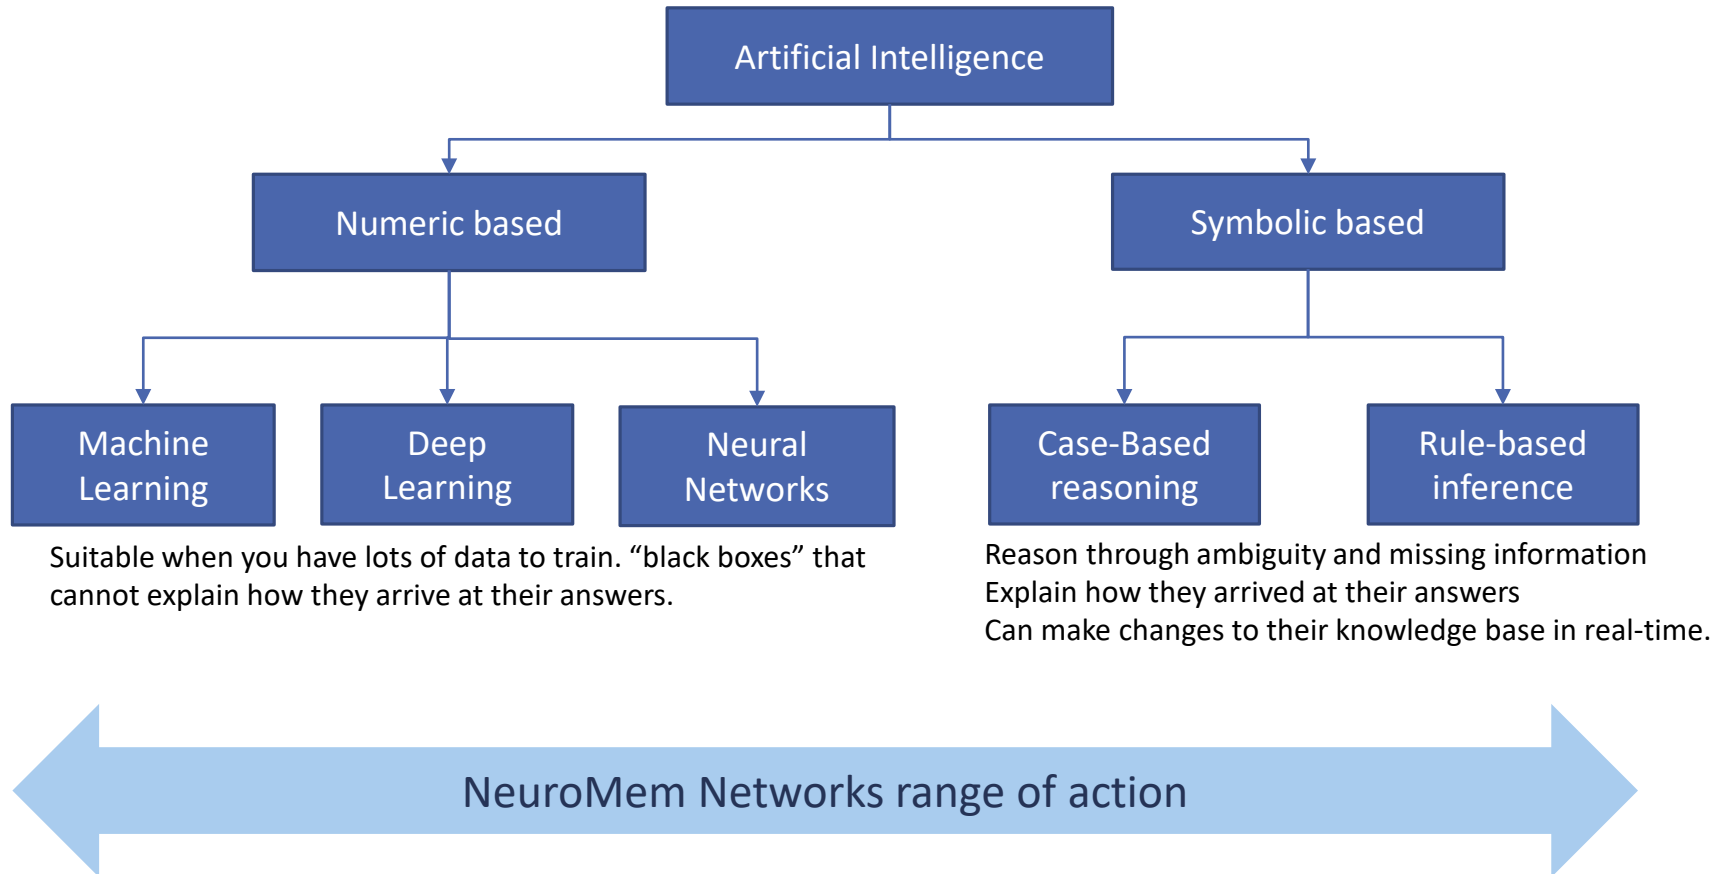 Artificial Intelligence
Numeric based
Symbolic based
Machine
Learning
Deep
Learning
Neural
Networks
Case-Based
reasoning
Rule-based
inference
Suitable when you have lots of data to train. “black boxes” that
cannot explain how they arrive at their answers.
Reason through ambiguity and missing information
Explain how they arrived at their answers
Can make changes to their knowledge base in real-time.
NeuroMem Networks range of action